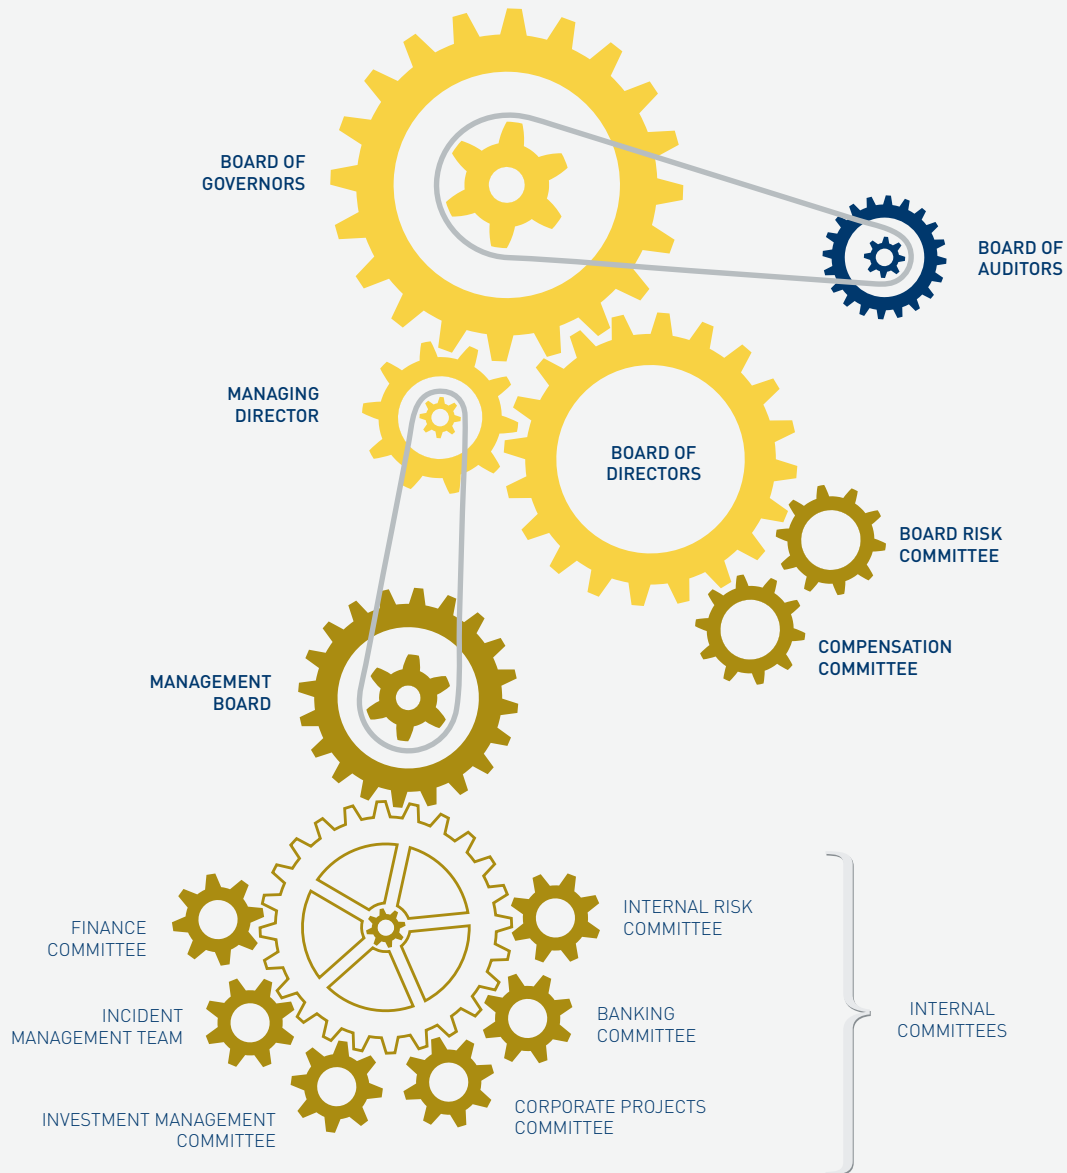 BOARD OF
GOVERNORS
BOARD OF
AUDITORS
MANAGING
DIRECTOR
BOARD OF
DIRECTORS
BOARD RISK
COMMITTEE
COMPENSATION
COMMITTEE
MANAGEMENT
BOARD
FINANCE
COMMITTEE
INTERNAL RISK
COMMITTEE
INCIDENT
MANAGEMENT TEAM
BANKING
COMMITTEE
INTERNAL
COMMITTEES
INVESTMENT MANAGEMENT
COMMITTEE
CORPORATE PROJECTS
COMMITTEE